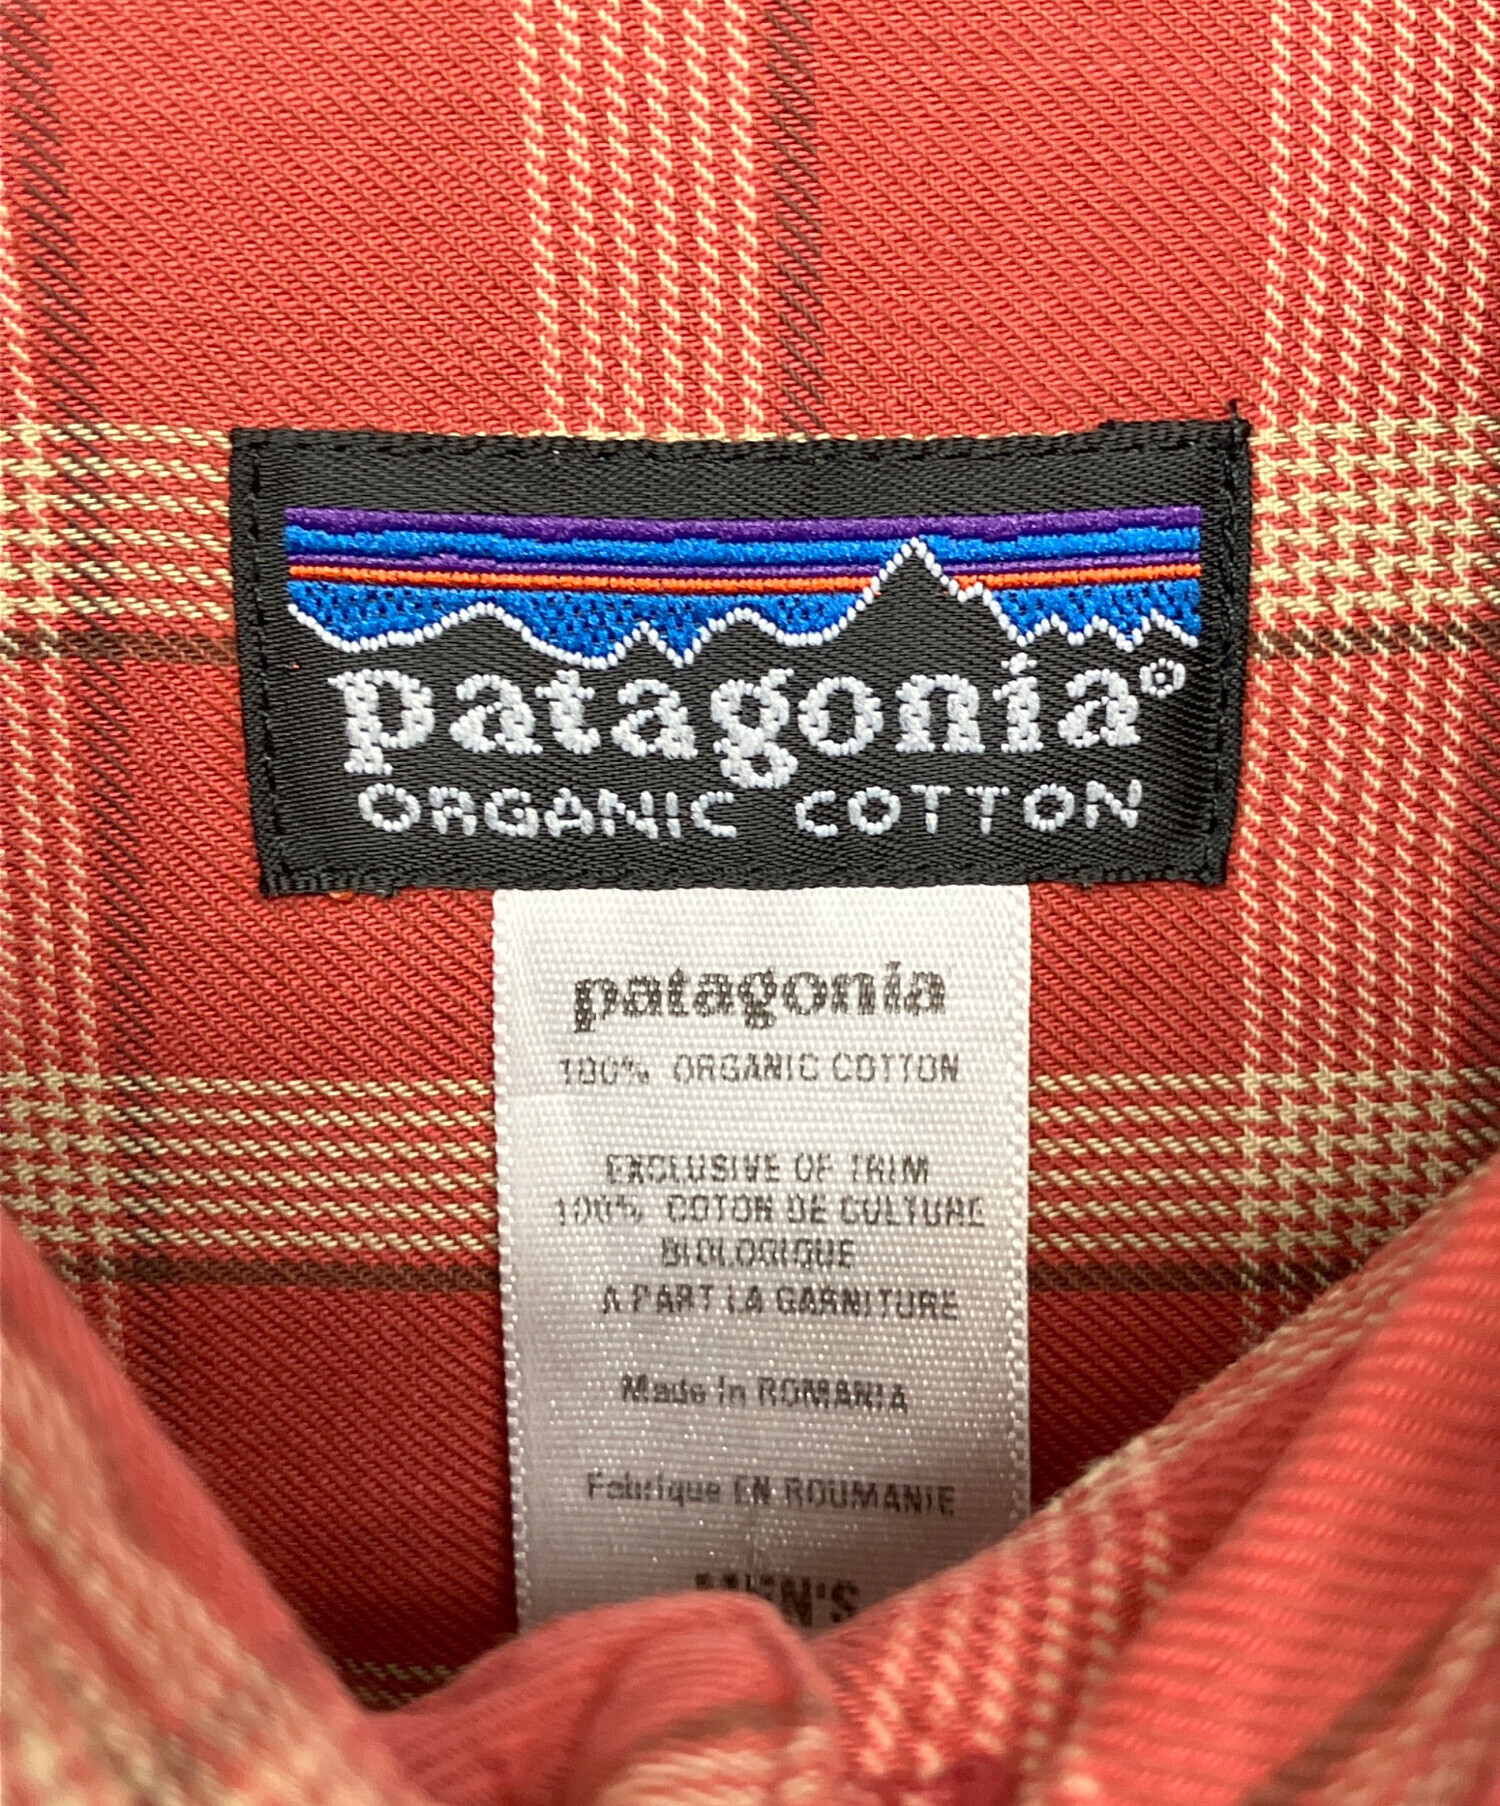 patagonia®
ORGANIC COTTON
patagonia
100% ORGANIC COTTON
EXCLUSIVE OF TRIM
100% COTON DE CULTURE
BIOLOGIQUE
A PART LA GARNITURE
Made in ROMANIA
Fabrique EN ROUMANIE
MEN'S